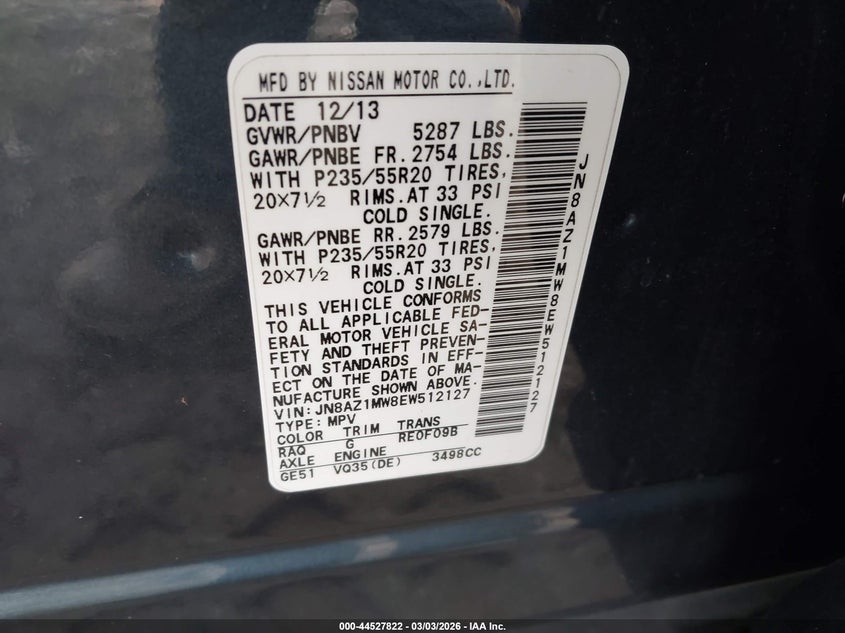 MFD BY NISSAN MOTOR CO.,LTD.
DATE 12/13
GVWR/PNBV 5287 LBS.
GAWR/PNBE FR. 2754 LBS.
WITH P235/55R20 TIRES,
20×7½ RIMS.AT 33 PSI
COLD SINGLE.
GAWR/PNBE RR. 2579 LBS.
WITH P235/55R20 TIRES,
20×7½ RIMS.AT 33 PSI
COLD SINGLE.
THIS VEHICLE CONFORMS
TO ALL APPLICABLE FED-
ERAL MOTOR VEHICLE SA-
FETY AND THEFT PREVEN-
TION STANDARDS IN EFF-
ECT ON THE DATE OF MA-
NUFACTURE SHOWN ABOVE.
VIN:JN8AZ1MW8EW512127
TYPE:MPV
COLOR TRIM TRANS
RAQ G RE0F09B
AXLE ENGINE
GE51 VQ35(DE) 3498CC
JN8AZ1MW8EW512127
000-44527822 — 03/03/2026 — IAA Inc.